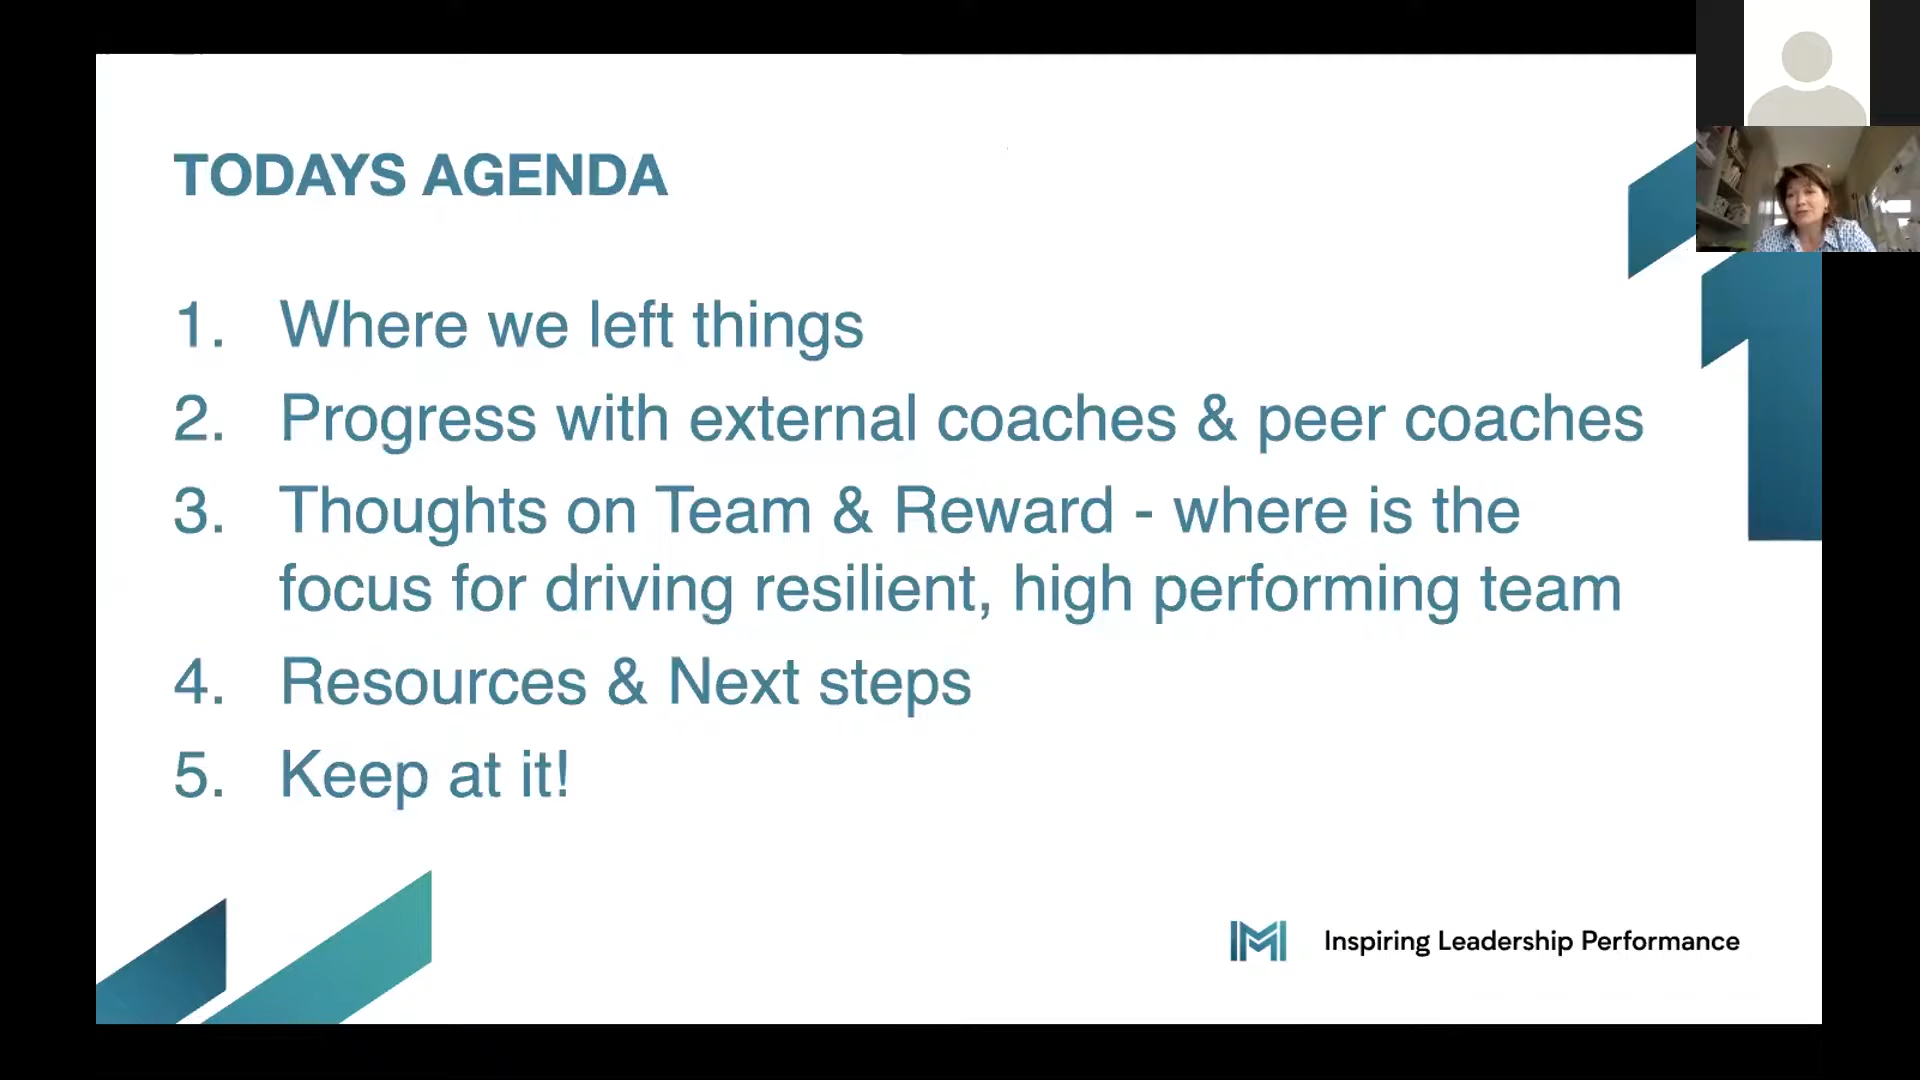 TODAYS AGENDA
1. Where we left things
2. Progress with external coaches & peer coaches
3. Thoughts on Team & Reward - where is the
focus for driving resilient, high performing team
4. Resources & Next steps
5. Keep at it!
IMI Inspiring Leadership Performance